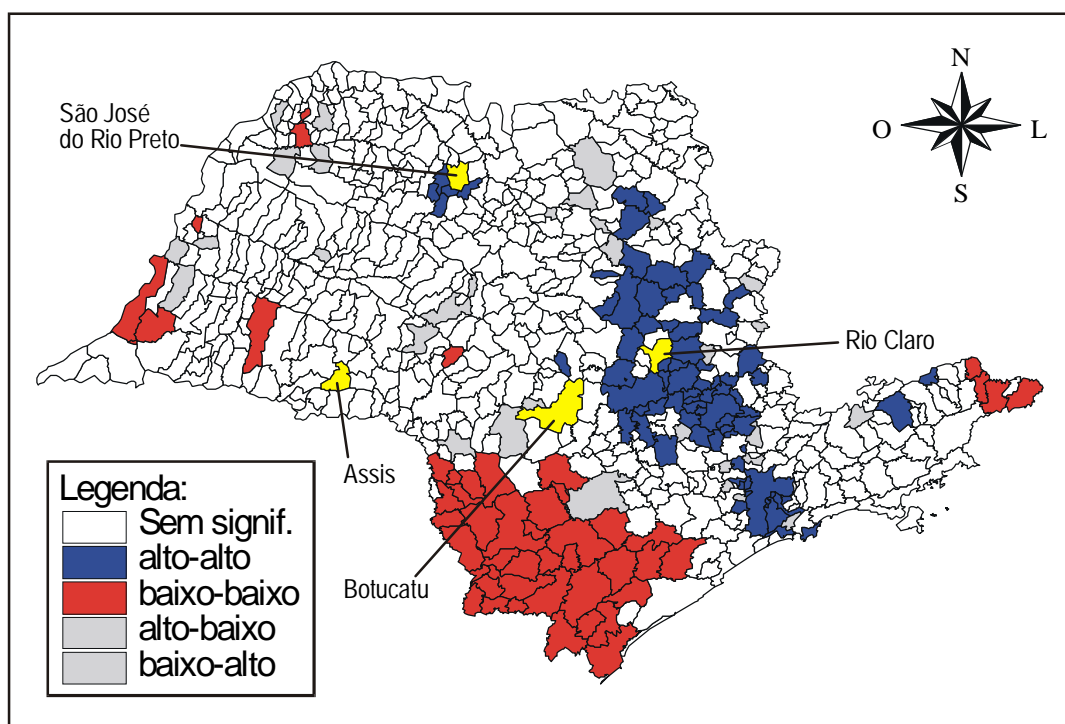 São José
do Rio Preto
N
O
L
S
Rio Claro
Assis
Botucatu
Legenda:
Sem signif.
alto-alto
baixo-baixo
alto-baixo
baixo-alto